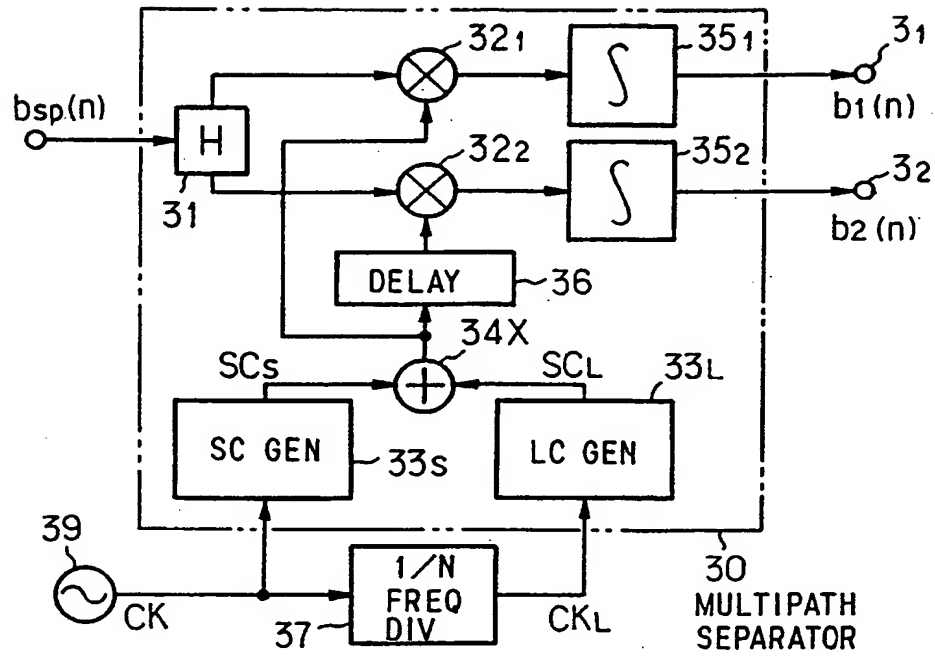 32₁
35₁
3₁
bsp(n)
b1(n)
H
31
32₂
35₂
3₂
b2(n)
DELAY
36
34X
SCs
SCL
33L
SC GEN
33s
LC GEN
39
CK
1/N
FREQ
DIV
37
CKL
30
MULTIPATH
SEPARATOR